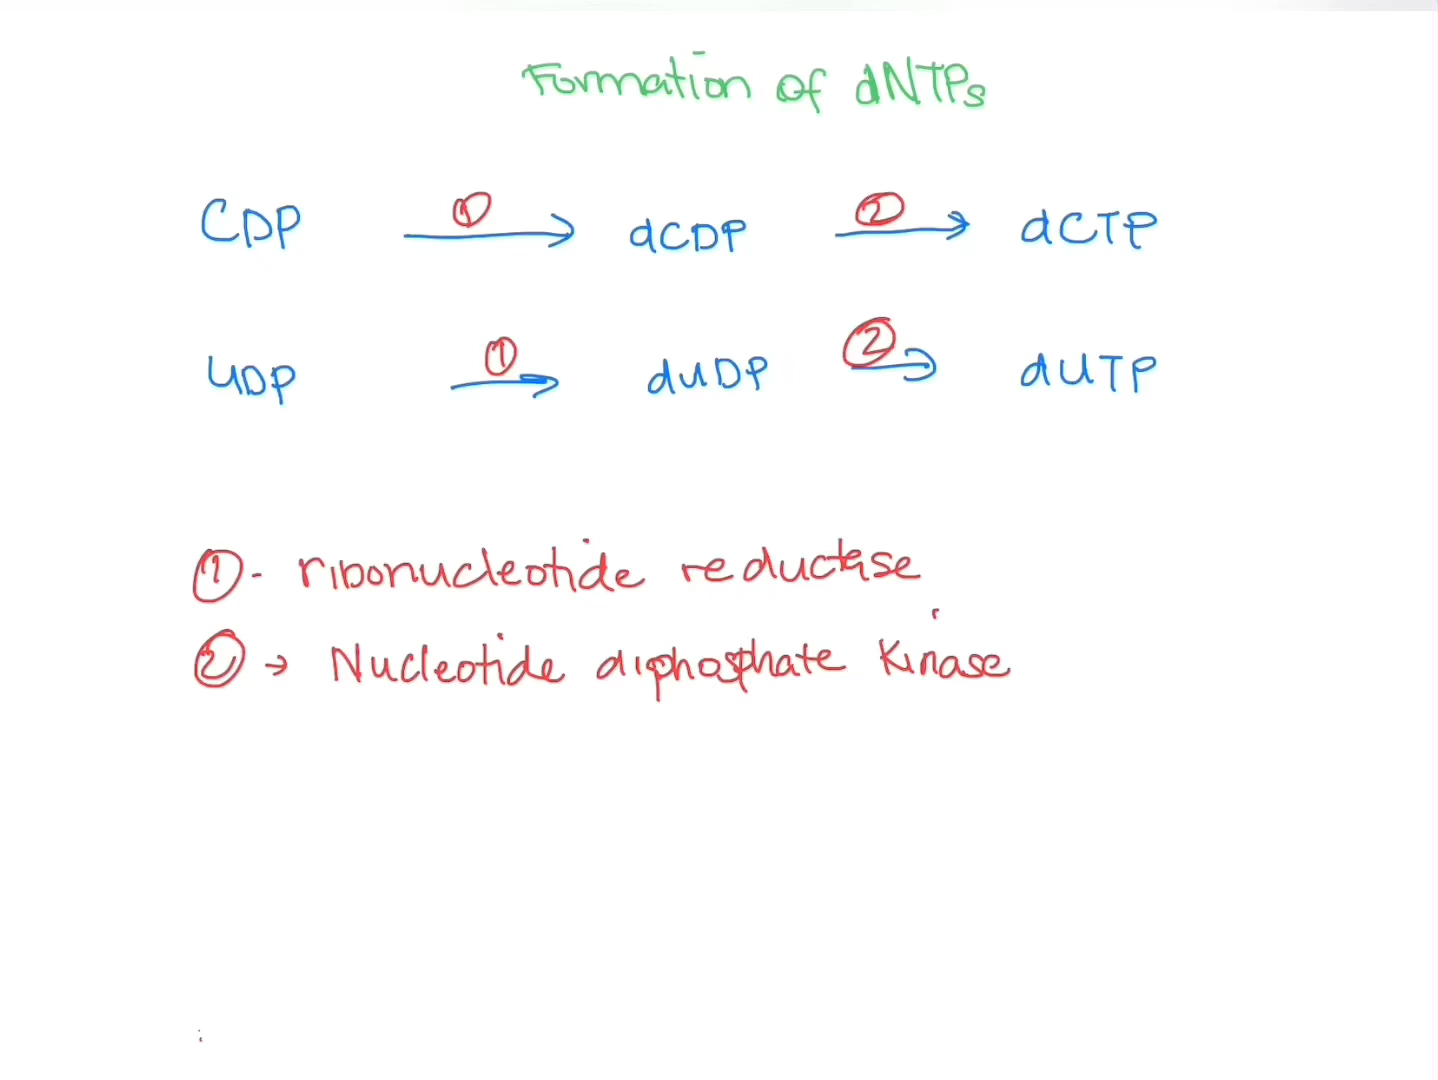 Formation of dNTPs
CDP ① → dCDP ② → dCTP
UDP ① → dUDP ② → dUTP
① - ribonucleotide reductase
② → Nucleotide diphosphate kinase